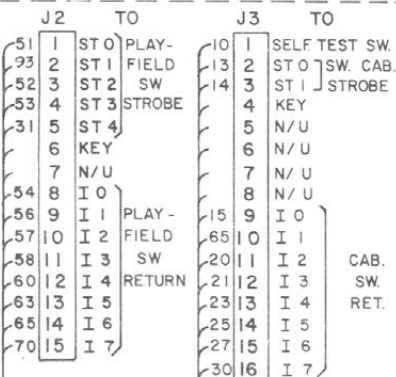 J2 TO
51 1 ST 0 PLAY-
93 2 ST 1 FIELD
52 3 ST 2 SW
53 4 ST 3 STROBE
31 5 ST 4
6 KEY
7 N/U
54 8 I 0
56 9 I 1 PLAY-
57 10 I 2 FIELD
58 11 I 3 SW
60 12 I 4 RETURN
63 13 I 5
65 14 I 6
70 15 I 7
J3 TO
10 1 SELF TEST SW.
13 2 ST 0 SW. CAB.
14 3 ST 1 STROBE
4 KEY
5 N/U
6 N/U
7 N/U
8 N/U
15 9 I 0
65 10 I 1
20 11 I 2 CAB.
21 12 I 3 SW.
23 13 I 4 RET.
25 14 I 5
27 15 I 6
30 16 I 7